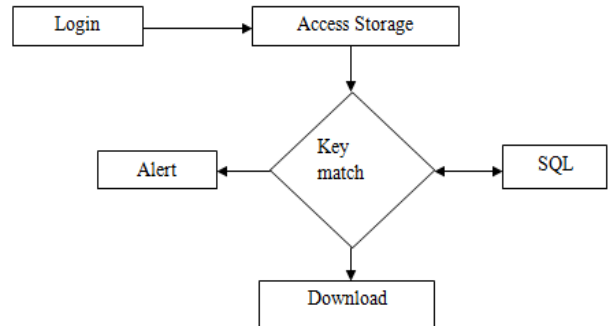 Login
Access Storage
Key
match
Alert
SQL
Download